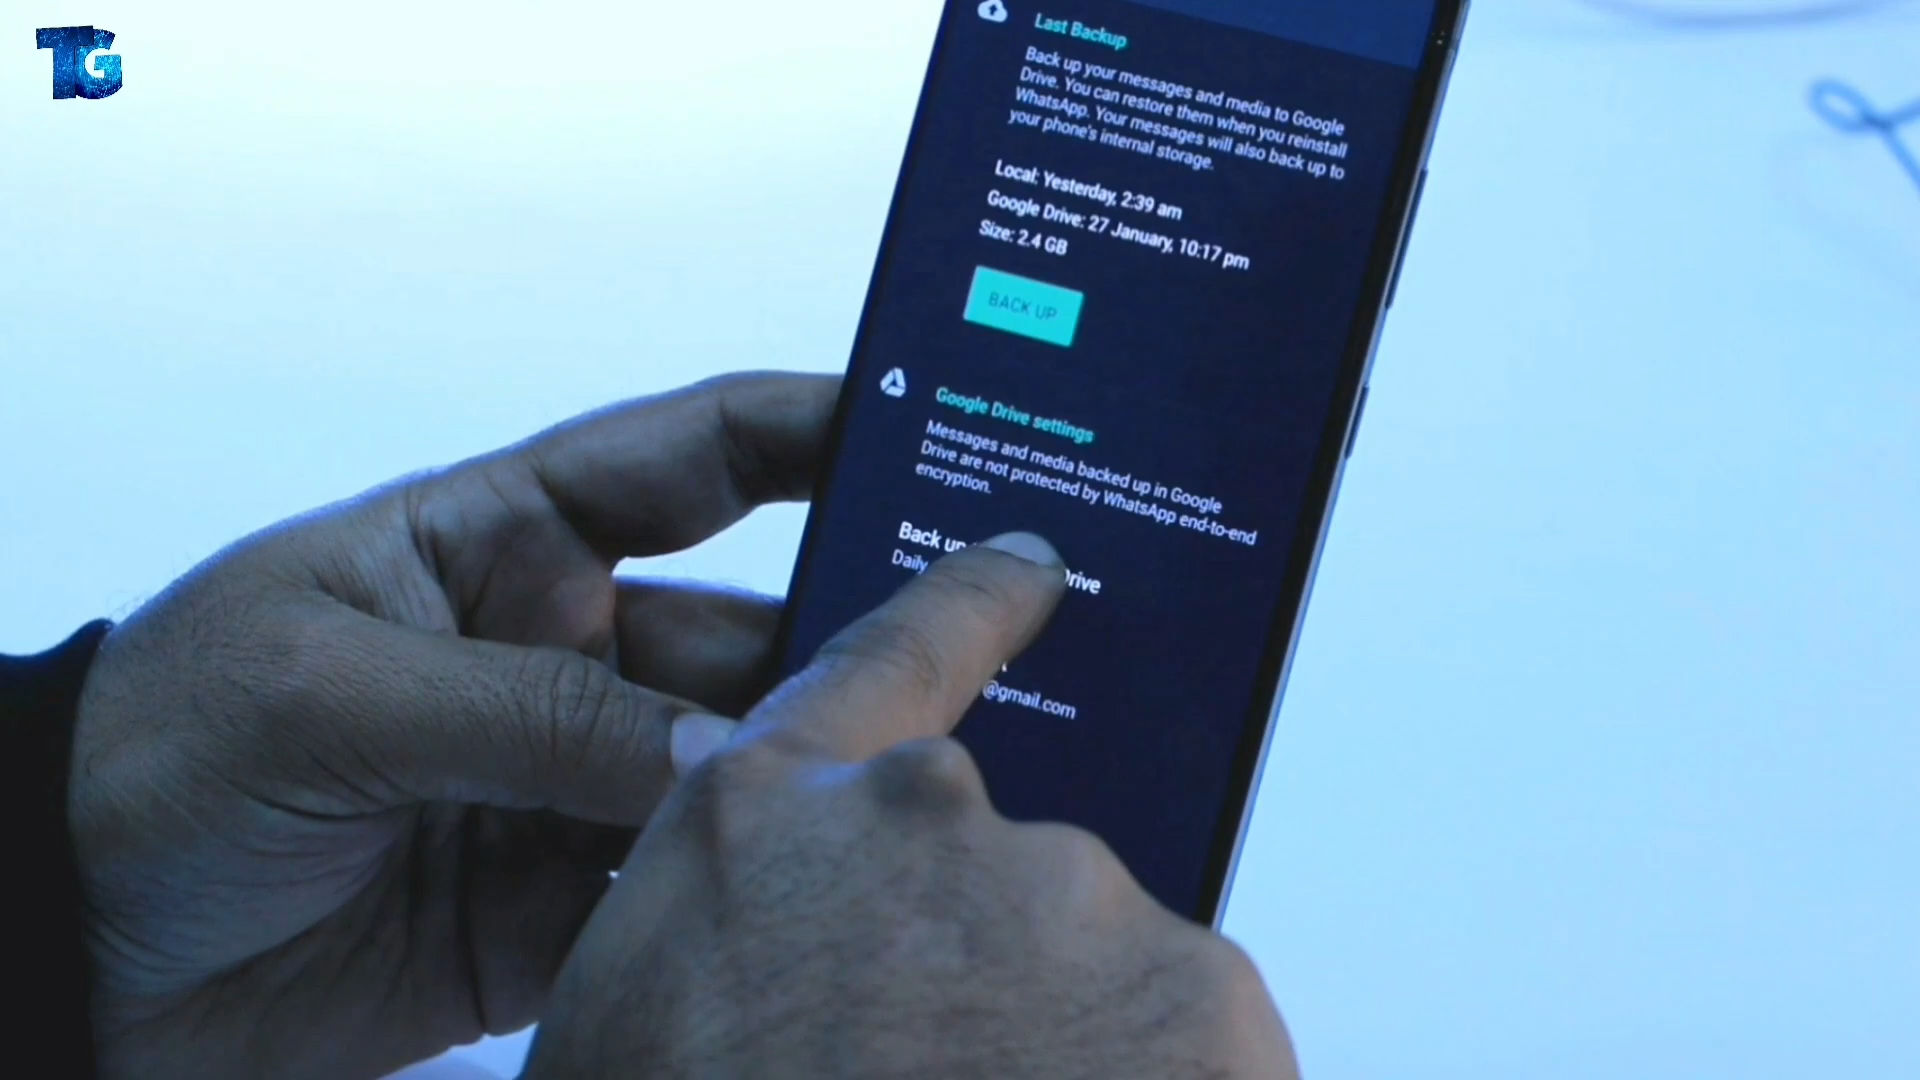 TG
Last Backup
Back up your messages and media to Google
Drive. You can restore them when you reinstall
WhatsApp. Your messages will also back up to
your phone's internal storage.
Local: Yesterday, 2:39 am
Google Drive: 27 January, 10:17 pm
Size: 2.4 GB
BACK UP
Google Drive settings
Messages and media backed up in Google
Drive are not protected by WhatsApp end-to-end
encryption.
Back up Drive
Daily
@gmail.com